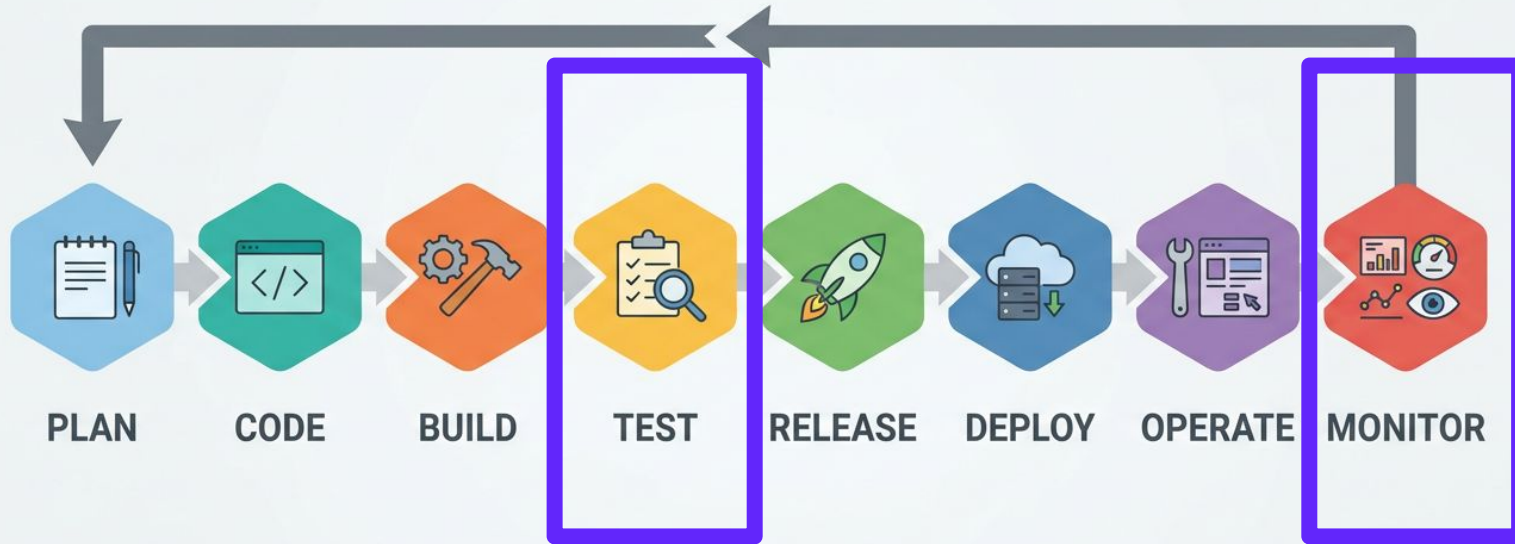 PLAN
CODE
BUILD
TEST
RELEASE
DEPLOY
OPERATE
MONITOR